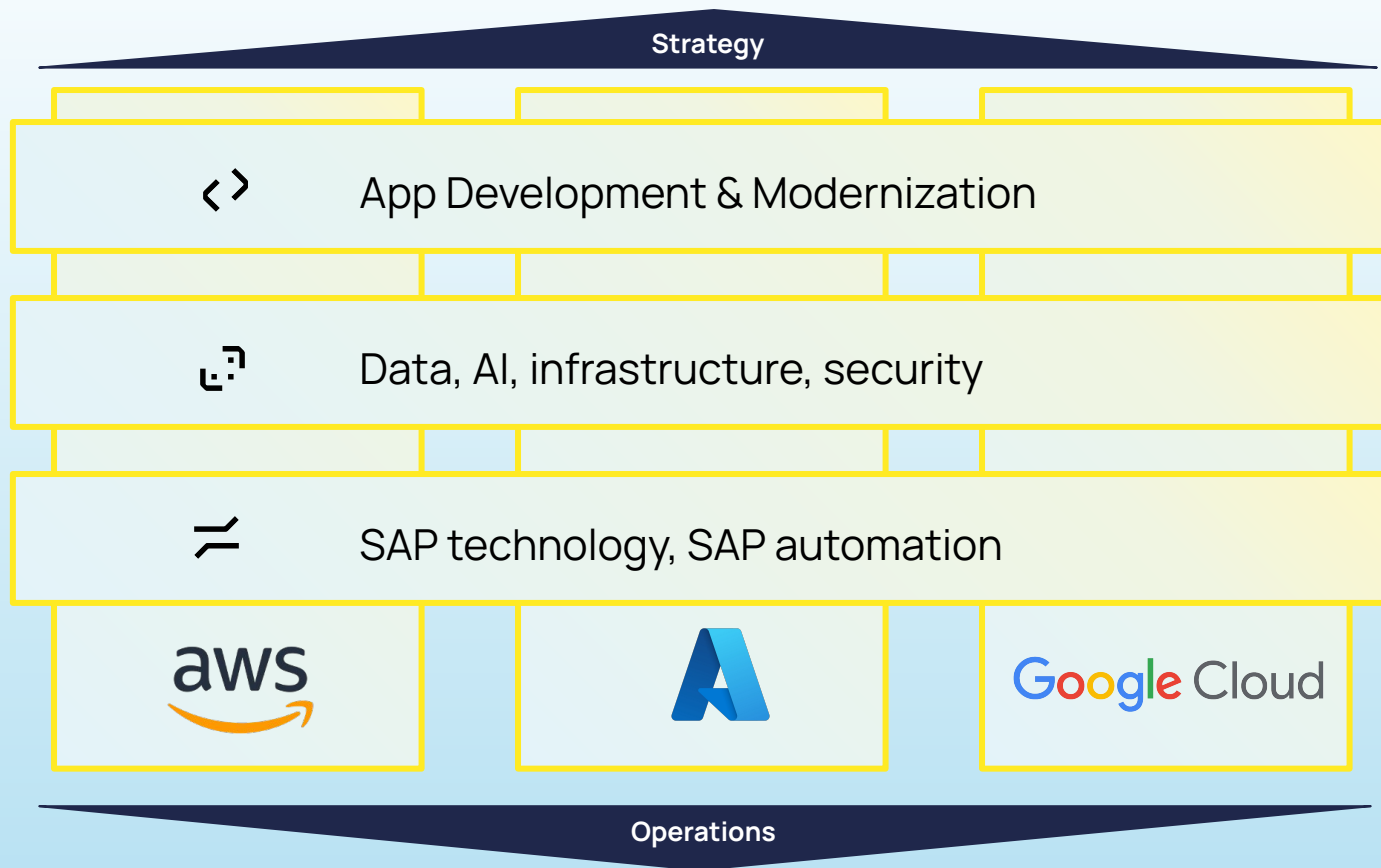 Strategy
App Development & Modernization
Data, AI, infrastructure, security
SAP technology, SAP automation
aws
Google Cloud
Operations